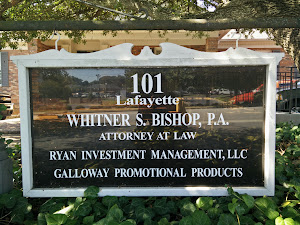 101
Lafayette
WHITNER S. BISHOP, P.A.
ATTORNEY AT LAW
RYAN INVESTMENT MANAGEMENT, LLC
GALLOWAY PROMOTIONAL PRODUCTS